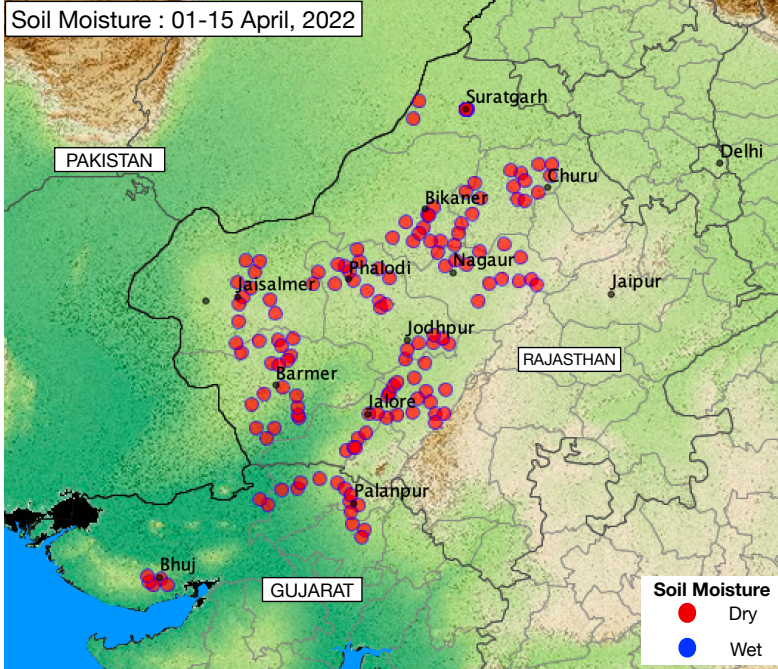 Soil Moisture : 01-15 April, 2022
Suratgarh
PAKISTAN
Delhi
Churu
Bikaner
Phalodi
Nagaur
Jaisalmer
Jaipur
Jodhpur
RAJASTHAN
Barmer
Jalore
Palanpur
Bhuj
GUJARAT
Soil Moisture
Dry
Wet